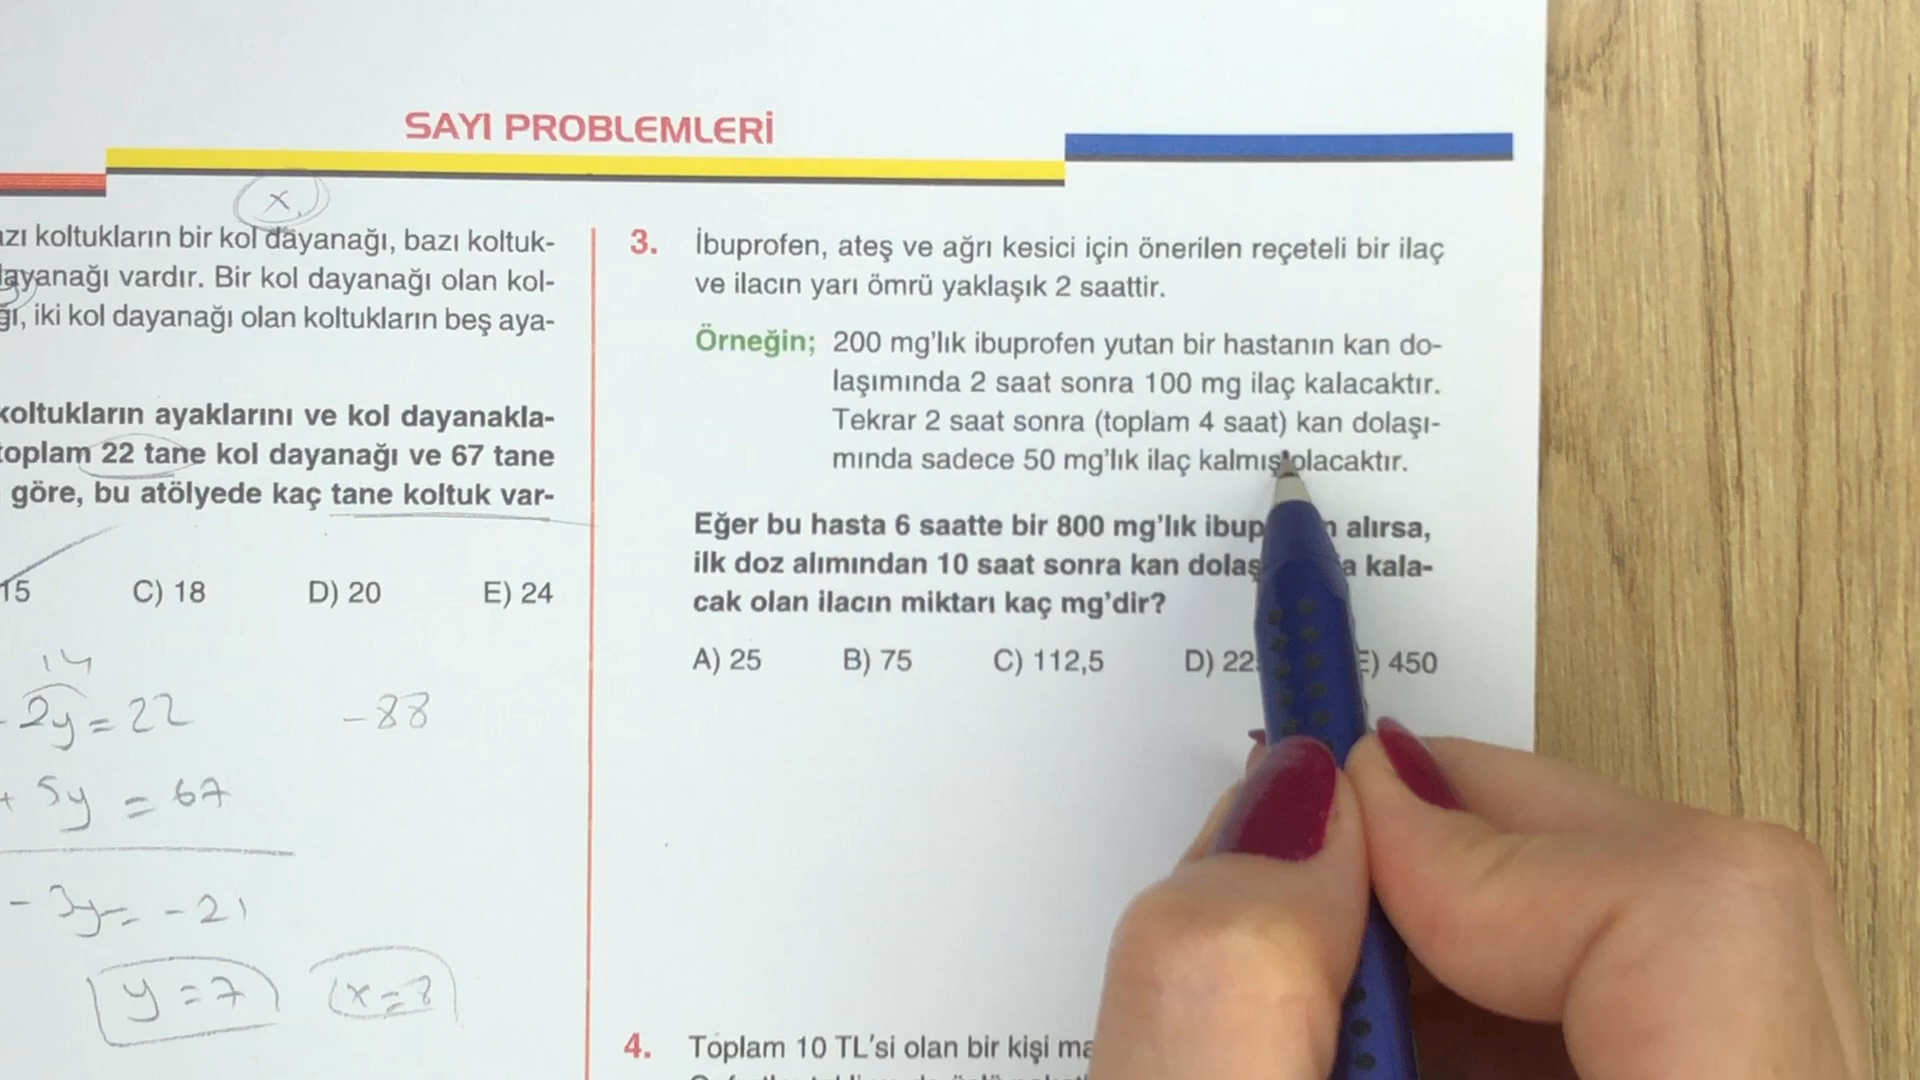 SAYI PROBLEMLERİ
x
koltukların bir kol dayanağı, bazı koltuk-
dayanağı vardır. Bir kol dayanağı olan kol-
iki kol dayanağı olan koltukların beş aya-
koltukların ayaklarını ve kol dayanakla-
toplam 22 tane kol dayanağı ve 67 tane
göre, bu atölyede kaç tane koltuk var-
15 C) 18 D) 20 E) 24
14
2y = 22 -88
+ 5y = 67
- 3y = -21
y = 7 x = 8
3. İbuprofen, ateş ve ağrı kesici için önerilen reçeteli bir ilaç
ve ilacın yarı ömrü yaklaşık 2 saattir.
Örneğin; 200 mg'lık ibuprofen yutan bir hastanın kan do-
laşımında 2 saat sonra 100 mg ilaç kalacaktır.
Tekrar 2 saat sonra (toplam 4 saat) kan dolaşı-
mında sadece 50 mg'lık ilaç kalmış olacaktır.
Eğer bu hasta 6 saatte bir 800 mg'lık alırsa,
ilk doz alımından 10 saat sonra kan kala-
cak olan ilacın miktarı kaç mg'dir?
A) 25 B) 75 C) 112,5 D) E) 450
4. Toplam 10 TL'si olan bir kişi